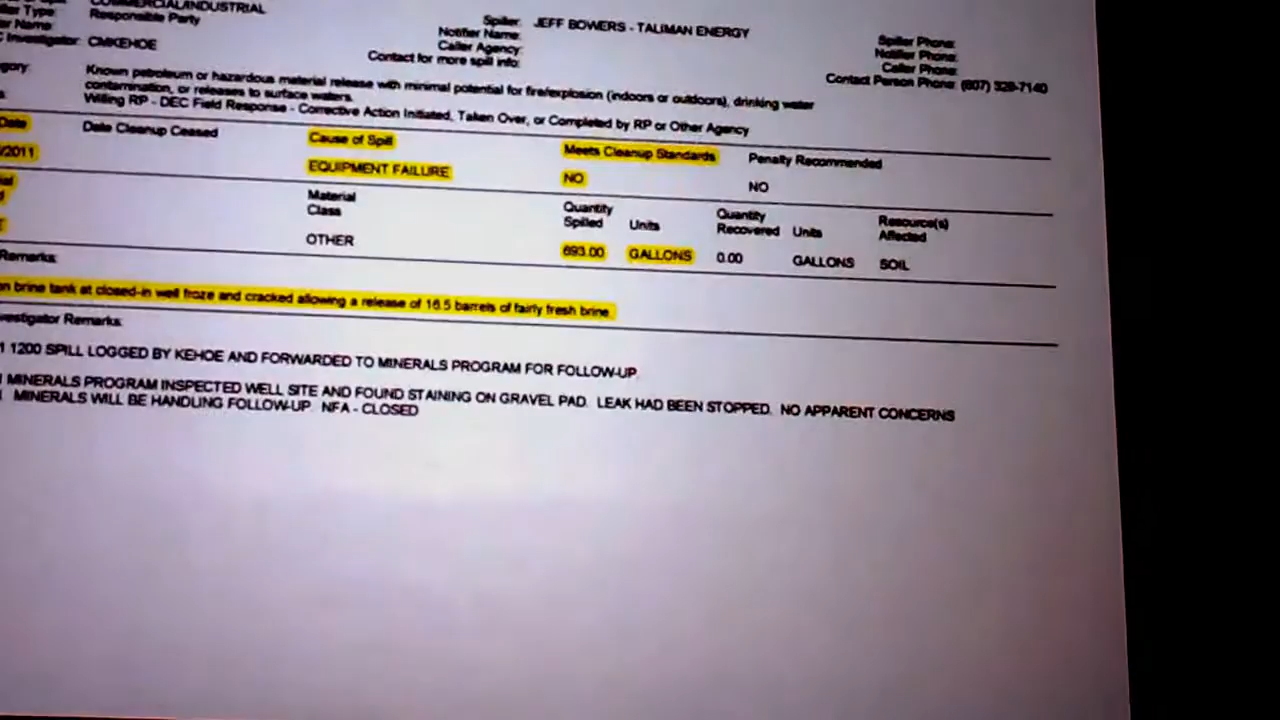 COMMERCIAL/INDUSTRIAL
Type: Responsible Party Spiller: JEFF BOWERS - TALIMAN ENERGY Spiller Phone:
Name: Notifier Name: Notifier Phone:
Investigator: CMKEHOE Caller Agency: Caller Phone:
Contact for more spill info: Contact Person Phone: (607) 329-7140
Known petroleum or hazardous material release with minimal potential for fire/explosion (indoors or outdoors), drinking water
contamination, or releases to surface waters.
Willing RP - DEC Field Response - Corrective Action Initiated, Taken Over, or Completed by RP or Other Agency
Date Date Cleanup Ceased Cause of Spill Meets Cleanup Standards Penalty Recommended
/2011 EQUIPMENT FAILURE NO NO
Material Quantity Quantity Resource(s)
Class Spilled Units Recovered Units Affected
OTHER 693.00 GALLONS 0.00 GALLONS SOIL
Remarks:
on brine tank at closed-in well froze and cracked allowing a release of 16.5 barrels of fairly fresh brine.
vestigator Remarks:
1 1200 SPILL LOGGED BY KEHOE AND FORWARDED TO MINERALS PROGRAM FOR FOLLOW-UP.
MINERALS PROGRAM INSPECTED WELL SITE AND FOUND STAINING ON GRAVEL PAD. LEAK HAD BEEN STOPPED. NO APPARENT CONCERNS
MINERALS WILL BE HANDLING FOLLOW-UP. NFA - CLOSED